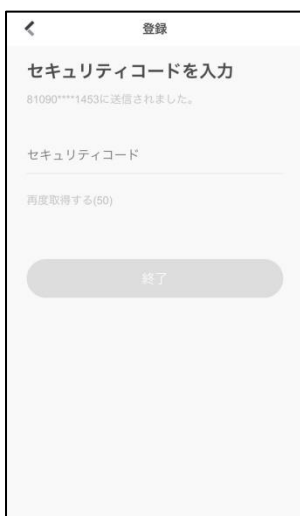 登録
セキュリティコードを入力
81090****1453に送信されました。
セキュリティコード
再度取得する(50)
終了